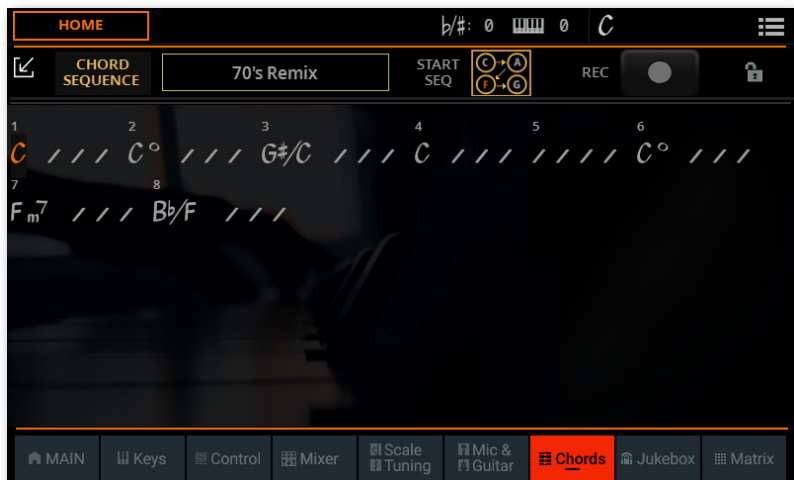 HOME ♭/#: 0 0 C
CHORD SEQUENCE 70's Remix START SEQ C A F G REC
1 2 3 4 5 6
C / / / C° / / / G#/C / / / C / / / / / / / C° / / /
7 8
Fm7 / / / B♭/F / / /
MAIN Keys Control Mixer Scale Tuning Mic & Guitar Chords Jukebox Matrix